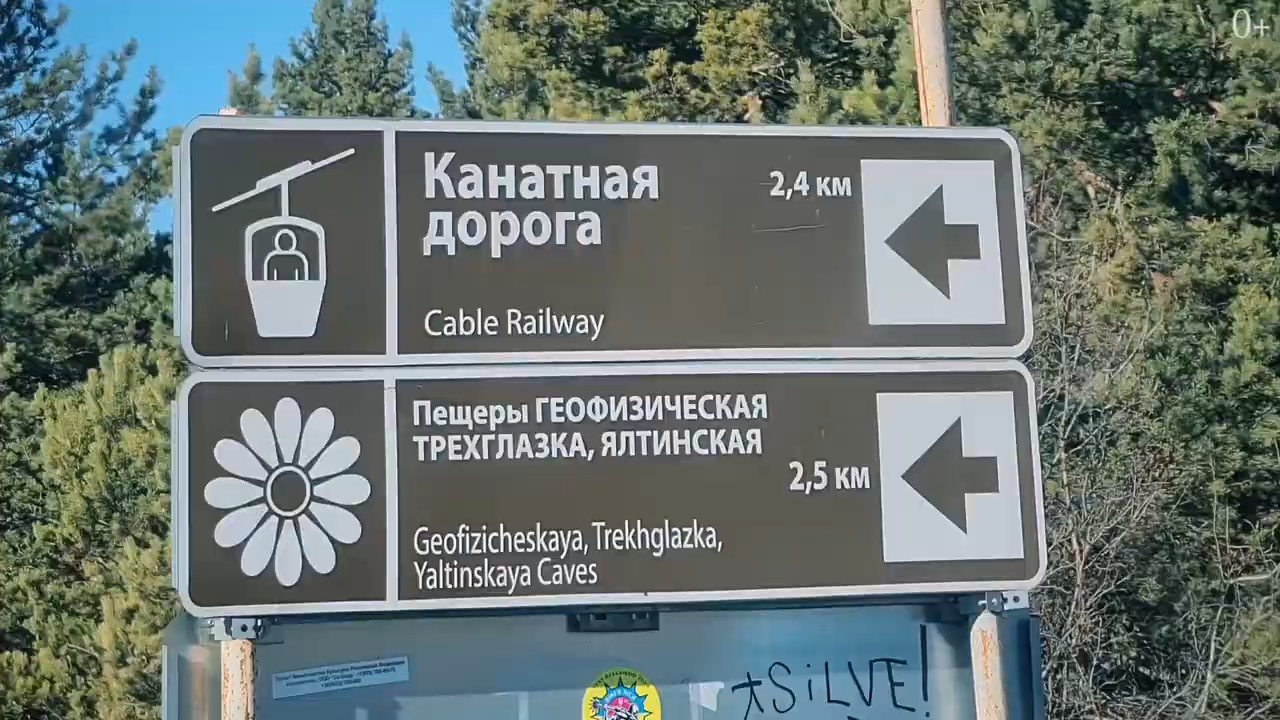 0+
Канатная
дорога
2,4 км
Cable Railway
Пещеры ГЕОФИЗИЧЕСКАЯ
ТРЕХГЛАЗКА, ЯЛТИНСКАЯ
2,5 км
Geofizicheskaya, Trekhglazka,
Yaltinskaya Caves
SiLVE!